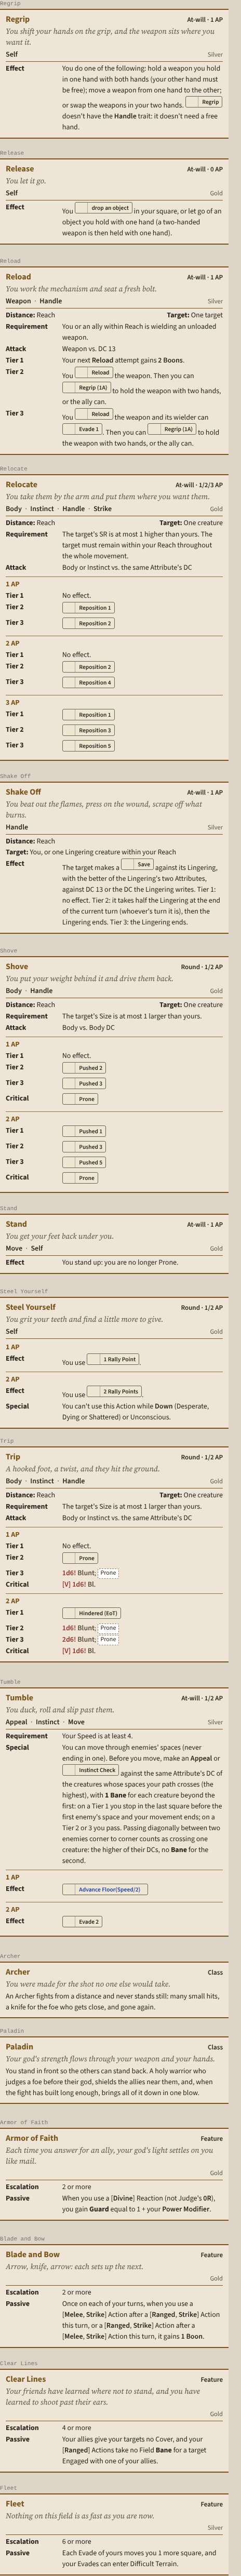 Regrip
Regrip At-will · 1 AP
You shift your hands on the grip, and the weapon sits where you
want it.
Self Silver
Effect You do one of the following: hold a weapon you hold
in one hand with both hands (your other hand must
be free); move a weapon from one hand to the other;
or swap the weapons in your two hands. Regrip
doesn't have the Handle trait: it doesn't need a free
hand.
Release
Release At-will · 0 AP
You let it go.
Self Gold
Effect You drop an object in your square, or let go of an
object you hold with one hand (a two-handed
weapon is then held with one hand).
Reload
Reload At-will · 1 AP
You work the mechanism and seat a fresh bolt.
Weapon · Handle Silver
Distance: Reach Target: One target
Requirement You or an ally within Reach is wielding an unloaded
weapon.
Attack Weapon vs. DC 13
Tier 1 Your next Reload attempt gains 2 Boons.
Tier 2 You Reload the weapon. Then you can
Regrip (1A) to hold the weapon with two hands,
or the ally can.
Tier 3 You Reload the weapon and its wielder can
Evade 1. Then you can Regrip (1A) to hold
the weapon with two hands, or the ally can.
Relocate
Relocate At-will · 1/2/3 AP
You take them by the arm and put them where you want them.
Body · Instinct · Handle · Strike Gold
Distance: Reach Target: One creature
Requirement The target's SR is at most 1 higher than yours. The
target must remain within your Reach throughout
the whole movement.
Attack Body or Instinct vs. the same Attribute's DC
1 AP
Tier 1 No effect.
Tier 2 Reposition 1
Tier 3 Reposition 2
2 AP
Tier 1 No effect.
Tier 2 Reposition 2
Tier 3 Reposition 4
3 AP
Tier 1 Reposition 1
Tier 2 Reposition 3
Tier 3 Reposition 5
Shake Off
Shake Off At-will · 1 AP
You beat out the flames, press on the wound, scrape off what
burns.
Handle Silver
Distance: Reach
Target: You, or one Lingering creature within your Reach
Effect The target makes a Save against its Lingering,
with the better of the Lingering's two Attributes,
against DC 13 or the DC the Lingering writes. Tier 1:
no effect. Tier 2: it takes half the Lingering at the end
of the current turn (whoever's turn it is), then the
Lingering ends. Tier 3: the Lingering ends.
Shove
Shove Round · 1/2 AP
You put your weight behind it and drive them back.
Body · Handle Gold
Distance: Reach Target: One creature
Requirement The target's Size is at most 1 larger than yours.
Attack Body vs. Body DC
1 AP
Tier 1 No effect.
Tier 2 Pushed 2
Tier 3 Pushed 3
Critical Prone
2 AP
Tier 1 Pushed 1
Tier 2 Pushed 3
Tier 3 Pushed 5
Critical Prone
Stand
Stand At-will · 1 AP
You get your feet back under you.
Move · Self Gold
Effect You stand up: you are no longer Prone.
Steel Yourself
Steel Yourself Round · 1/2 AP
You grit your teeth and find a little more to give.
Self Gold
1 AP
Effect You use 1 Rally Point.
2 AP
Effect You use 2 Rally Points.
Special You can't use this Action while Down (Desperate,
Dying or Shattered) or Unconscious.
Trip
Trip Round · 1/2 AP
A hooked foot, a twist, and they hit the ground.
Body · Instinct · Handle Gold
Distance: Reach Target: One creature
Requirement The target's Size is at most 1 larger than yours.
Attack Body or Instinct vs. the same Attribute's DC
1 AP
Tier 1 No effect.
Tier 2 Prone
Tier 3 1d6! Blunt; Prone
Critical [V] 1d6! Bl.
2 AP
Tier 1 Hindered (EoT)
Tier 2 1d6! Blunt; Prone
Tier 3 2d6! Blunt; Prone
Critical [V] 1d6! Bl.
Tumble
Tumble At-will · 1/2 AP
You duck, roll and slip past them.
Appeal · Instinct · Move Silver
Requirement Your Speed is at least 4.
Special You can move through enemies' spaces (never
ending in one). Before you move, make an Appeal or
Instinct Check against the same Attribute's DC of
the creatures whose spaces your path crosses (the
highest), with 1 Bane for each creature beyond the
first: on a Tier 1 you stop in the last square before the
first enemy's space and your movement ends; on a
Tier 2 or 3 you pass. Passing diagonally between two
enemies corner to corner counts as crossing one
creature: the higher of their DCs, no Bane for the
second.
1 AP
Effect Advance Floor(Speed/2)
2 AP
Effect Evade 2
Archer
Archer Class
You were made for the shot no one else would take.
An Archer fights from a distance and never stands still: many small hits,
a knife for the foe who gets close, and gone again.
Paladin
Paladin Class
Your god's strength flows through your weapon and your hands.
You stand in front so the others can stand back. A holy warrior who
judges a foe before their god, shields the allies near them, and, when
the fight has built long enough, brings all of it down in one blow.
Armor of Faith
Armor of Faith Feature
Each time you answer for an ally, your god's light settles on you
like mail.
Gold
Escalation 2 or more
Passive When you use a [Divine] Reaction (not Judge's 0R),
you gain Guard equal to 1 + your Power Modifier.
Blade and Bow
Blade and Bow Feature
Arrow, knife, arrow: each sets up the next.
Gold
Escalation 2 or more
Passive Once on each of your turns, when you use a
[Melee, Strike] Action after a [Ranged, Strike] Action
this turn, or a [Ranged, Strike] Action after a
[Melee, Strike] Action this turn, it gains 1 Boon.
Clear Lines
Clear Lines Feature
Your friends have learned where not to stand, and you have
learned to shoot past their ears.
Gold
Escalation 4 or more
Passive Your allies give your targets no Cover, and your
[Ranged] Actions take no Field Bane for a target
Engaged with one of your allies.
Fleet
Fleet Feature
Nothing on this field is as fast as you are now.
Silver
Escalation 6 or more
Passive Each Evade of yours moves you 1 more square, and
your Evades can enter Difficult Terrain.